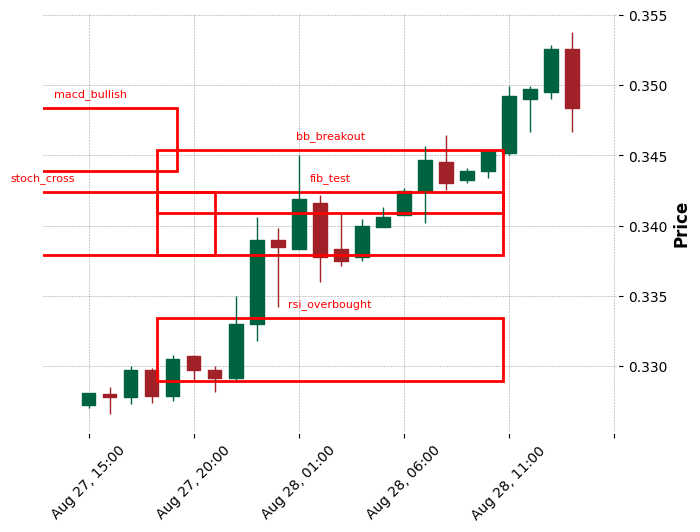 0.355
macd_bullish
0.350
bb_breakout
0.345
stoch_cross
fib_test
0.340
Price
0.335
rsi_overbought
0.330
Aug 27, 15:00
Aug 27, 20:00
Aug 28, 01:00
Aug 28, 06:00
Aug 28, 11:00